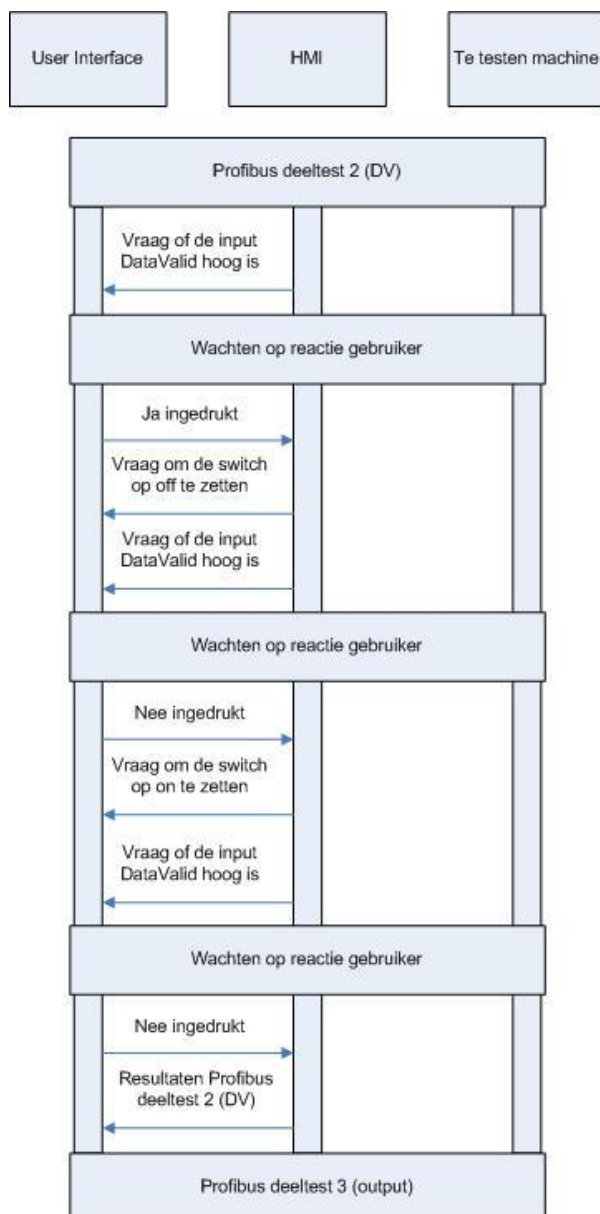 User Interface
HMI
Te testen machine
Profibus deeltest 2 (DV)
Vraag of de input
DataValid hoog is
Wachten op reactie gebruiker
Ja ingedrukt
Vraag om de switch
op off te zetten
Vraag of de input
DataValid hoog is
Wachten op reactie gebruiker
Nee ingedrukt
Vraag om de switch
op on te zetten
Vraag of de input
DataValid hoog is
Wachten op reactie gebruiker
Nee ingedrukt
Resultaten Profibus
deeltest 2 (DV)
Profibus deeltest 3 (output)